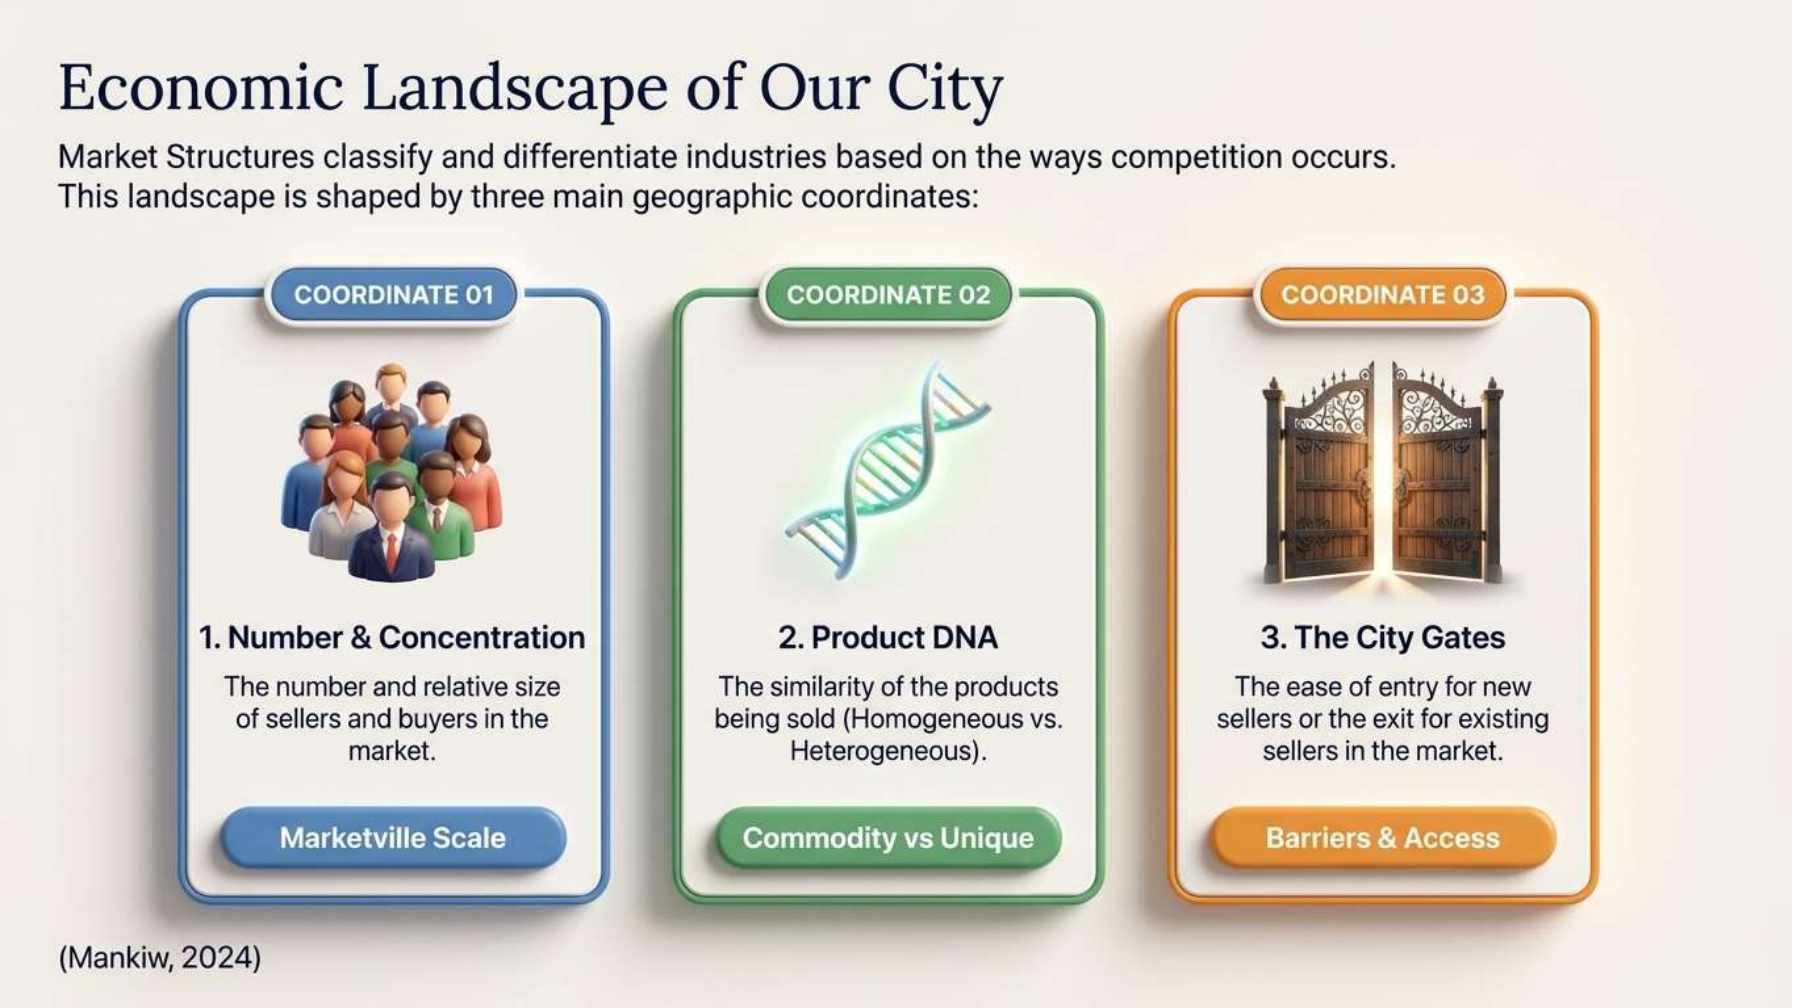 Economic Landscape of Our City
Market Structures classify and differentiate industries based on the ways competition occurs.
This landscape is shaped by three main geographic coordinates:
COORDINATE 01
1. Number & Concentration
The number and relative size
of sellers and buyers in the
market.
Marketville Scale
COORDINATE 02
2. Product DNA
The similarity of the products
being sold (Homogeneous vs.
Heterogeneous).
Commodity vs Unique
COORDINATE 03
3. The City Gates
The ease of entry for new
sellers or the exit for existing
sellers in the market.
Barriers & Access
(Mankiw, 2024)